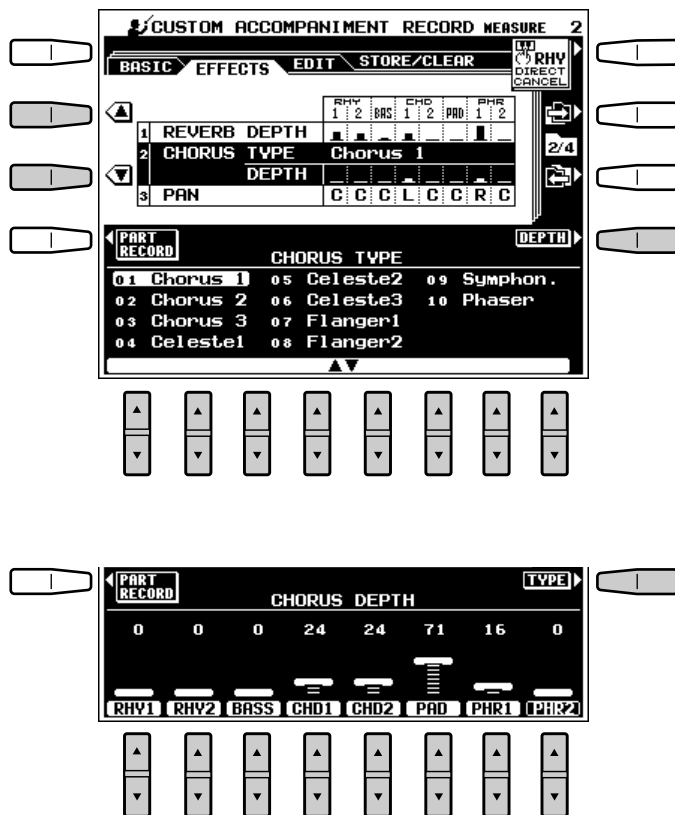 CUSTOM ACCOMPANIMENT RECORD MEASURE 2
BASIC EFFECTS EDIT STORE/CLEAR
RHY
DIRECT
CANCEL
RHY CHD PHR
1 2 BAS 1 2 PAD 1 2
1 REVERB DEPTH
2 CHORUS TYPE Chorus 1
2/4
DEPTH
3 PAN C C C L C C R C
PART
RECORD
DEPTH
CHORUS TYPE
01 Chorus 1 05 Celeste2 09 Symphon.
02 Chorus 2 06 Celeste3 10 Phaser
03 Chorus 3 07 Flanger1
04 Celeste1 08 Flanger2
▲▼
PART
RECORD
TYPE
CHORUS DEPTH
0 0 0 24 24 71 16 0
RHY1 RHY2 BASS CHD1 CHD2 PAD PHR1 PHR2